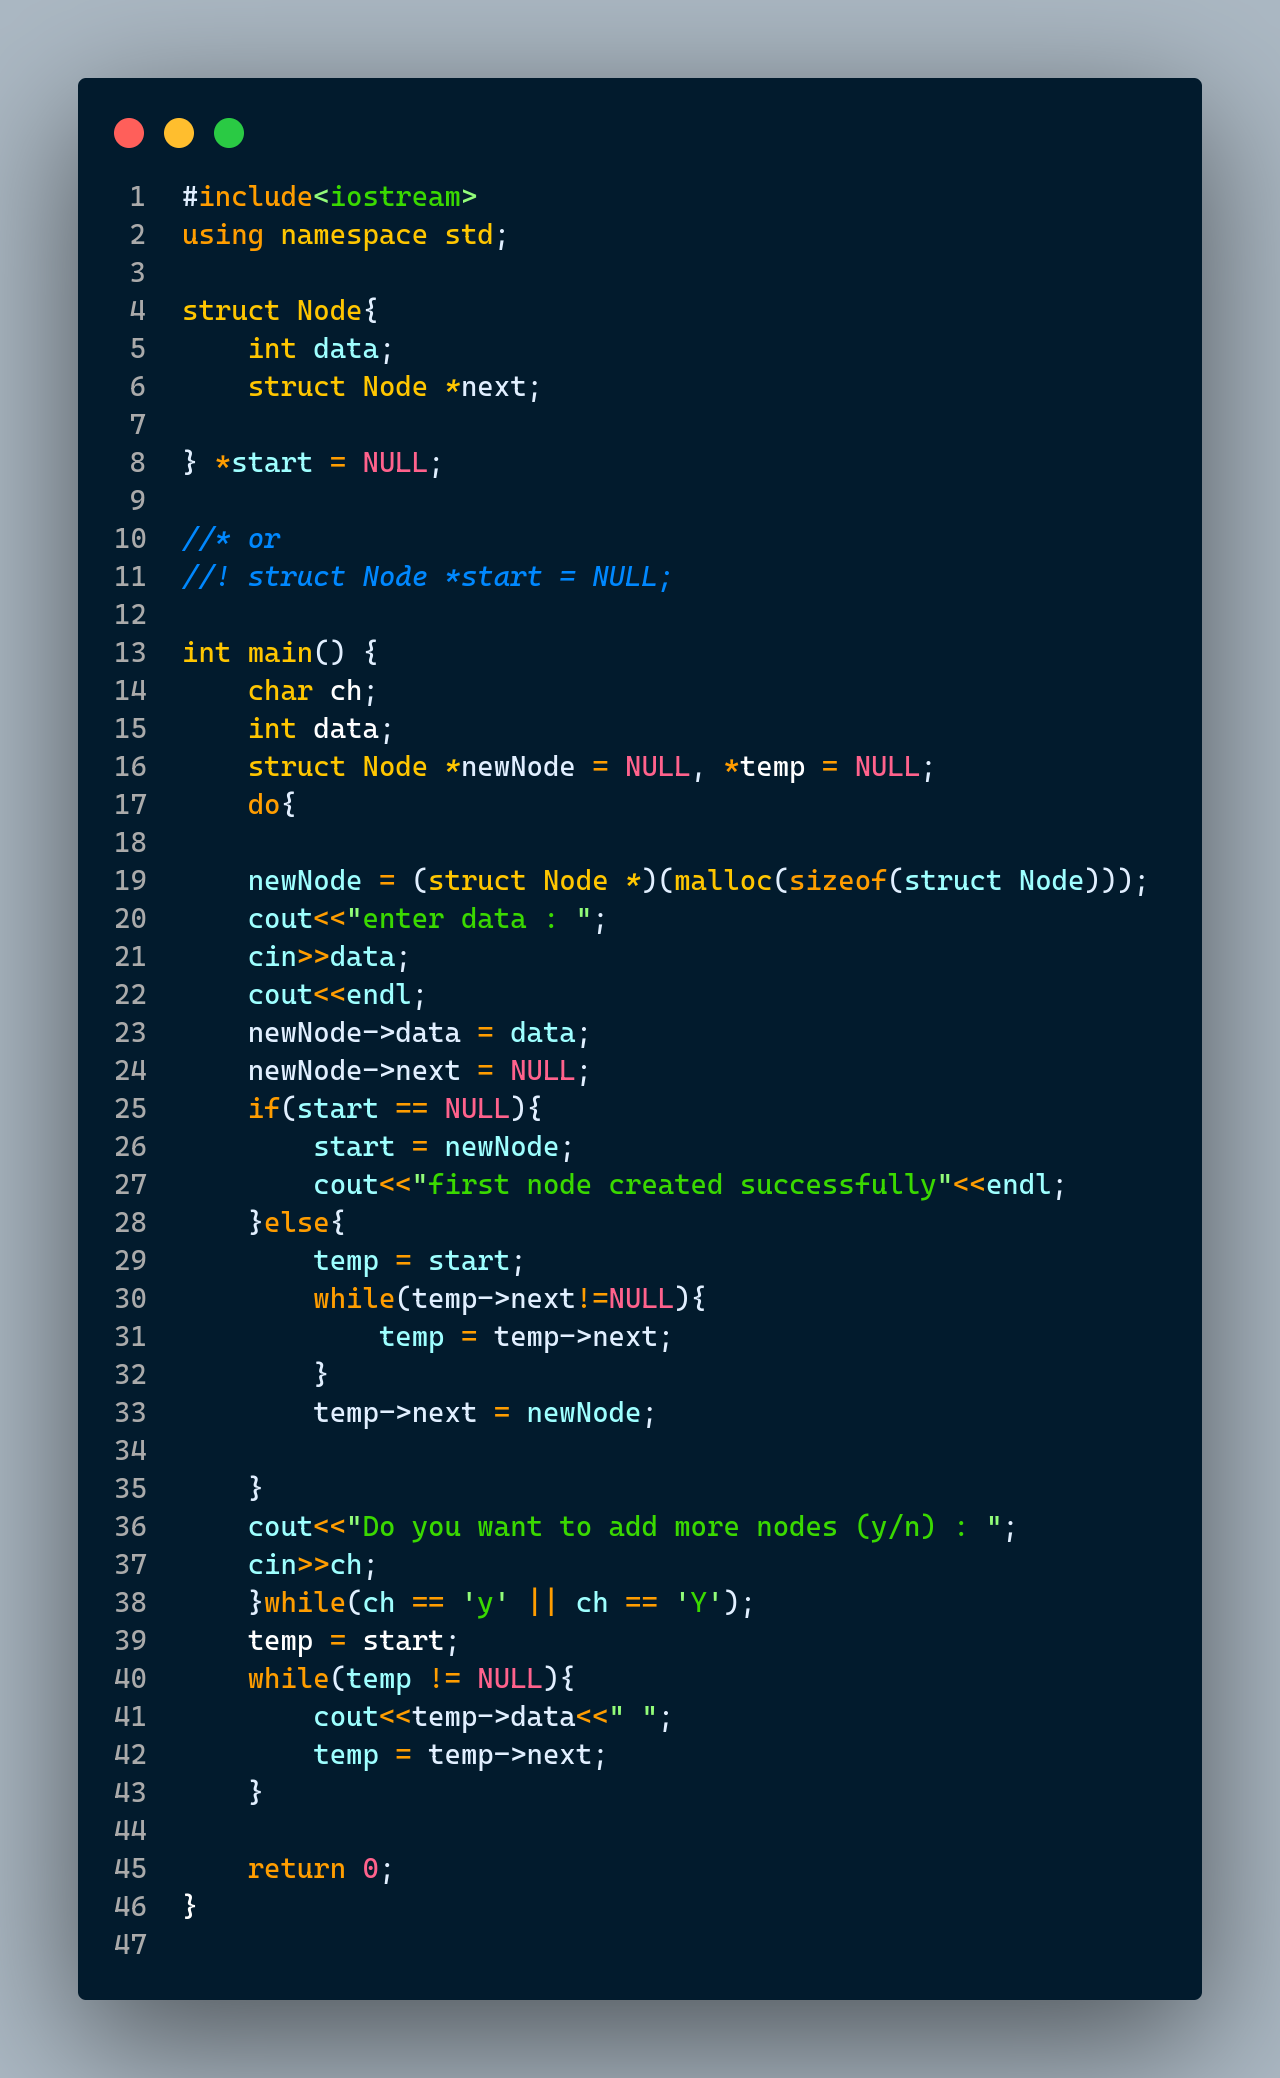 1 #include<iostream>
2 using namespace std;
3
4 struct Node{
5     int data;
6     struct Node *next;
7
8 } *start = NULL;
9
10 //* or
11 //! struct Node *start = NULL;
12
13 int main() {
14     char ch;
15     int data;
16     struct Node *newNode = NULL, *temp = NULL;
17     do{
18
19     newNode = (struct Node *)(malloc(sizeof(struct Node)));
20     cout<<"enter data : ";
21     cin>>data;
22     cout<<endl;
23     newNode->data = data;
24     newNode->next = NULL;
25     if(start == NULL){
26         start = newNode;
27         cout<<"first node created successfully"<<endl;
28     }else{
29         temp = start;
30         while(temp->next!=NULL){
31             temp = temp->next;
32         }
33         temp->next = newNode;
34
35     }
36     cout<<"Do you want to add more nodes (y/n) : ";
37     cin>>ch;
38     }while(ch == 'y' || ch == 'Y');
39     temp = start;
40     while(temp != NULL){
41         cout<<temp->data<<" ";
42         temp = temp->next;
43     }
44
45     return 0;
46 }
47